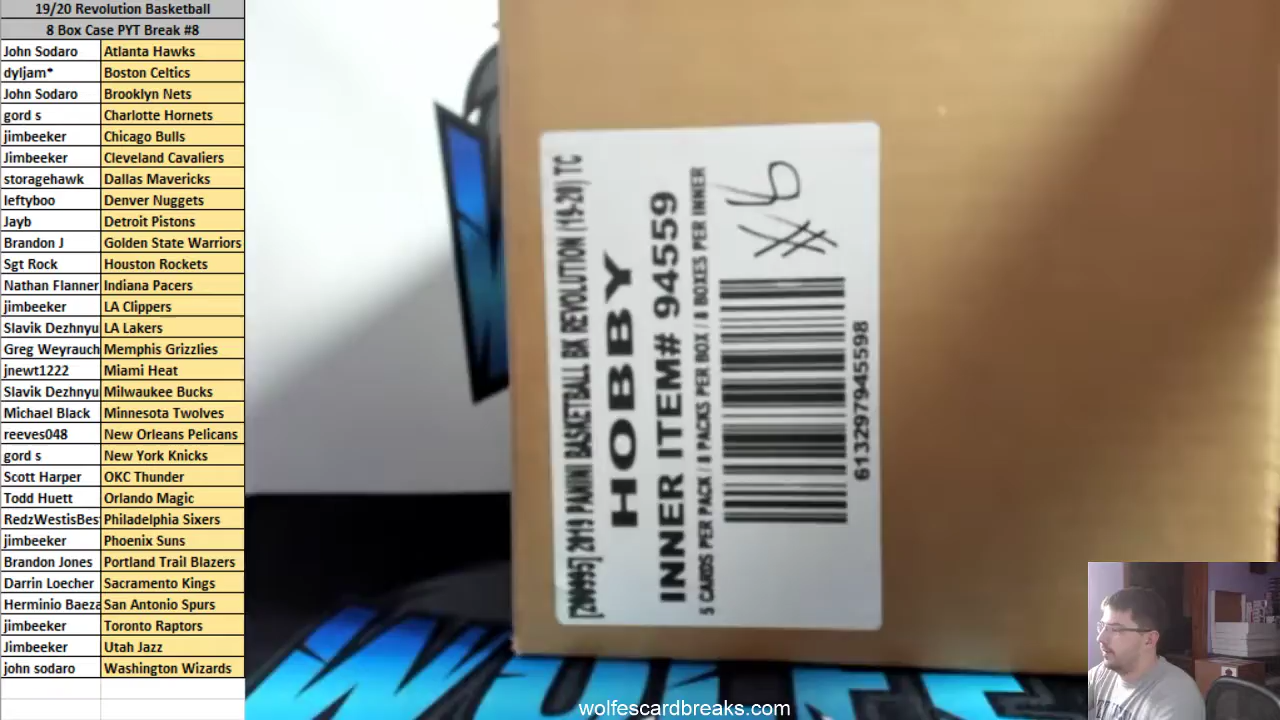 19/20 Revolution Basketball
8 Box Case PYT Break #8
John Sodaro Atlanta Hawks
dyljam* Boston Celtics
John Sodaro Brooklyn Nets
gord s Charlotte Hornets
jimbeeker Chicago Bulls
Jimbeeker Cleveland Cavaliers
storagehawk Dallas Mavericks
leftyboo Denver Nuggets
Jayb Detroit Pistons
Brandon J Golden State Warriors
Sgt Rock Houston Rockets
Nathan Flanner Indiana Pacers
jimbeeker LA Clippers
Slavik Dezhnyu LA Lakers
Greg Weyrauch Memphis Grizzlies
jnewt1222 Miami Heat
Slavik Dezhnyu Milwaukee Bucks
Michael Black Minnesota Twolves
reeves048 New Orleans Pelicans
gord s New York Knicks
Scott Harper OKC Thunder
Todd Huett Orlando Magic
RedzWestisBes Philadelphia Sixers
jimbeeker Phoenix Suns
Brandon Jones Portland Trail Blazers
Darrin Loecher Sacramento Kings
Herminio Baeza San Antonio Spurs
jimbeeker Toronto Raptors
Jimbeeker Utah Jazz
john sodaro Washington Wizards
2019 PANINI BASKETBALL BK REVOLUTION (19-20) TC
HOBBY
INNER ITEM# 94559
5 CARDS PER PACK / 8 PACKS PER BOX / 8 BOXES PER INNER
613297945598
WOLFES
wolfescardbreaks.com